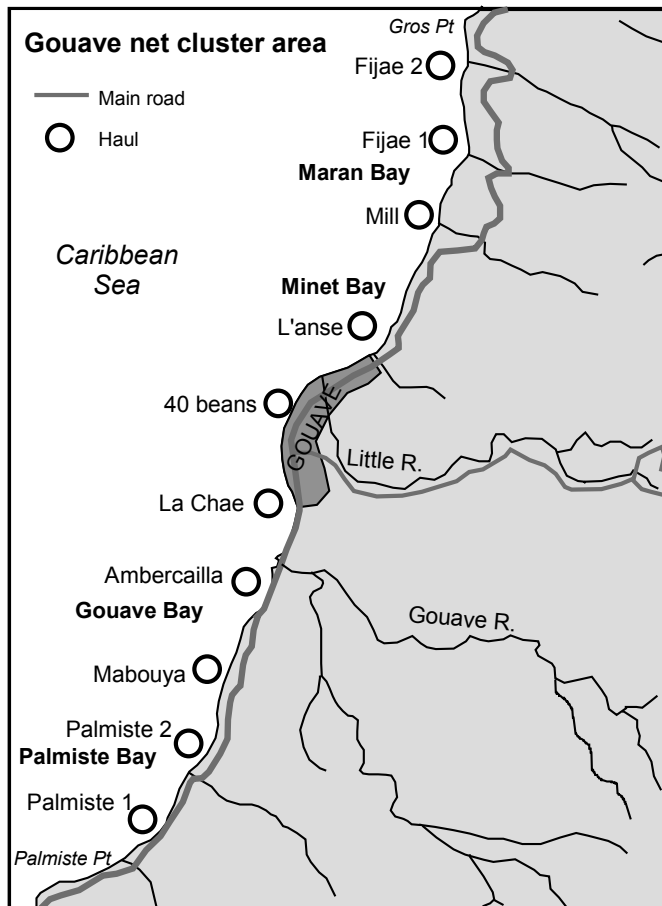 Gouave net cluster area
Main road
Haul
Gros Pt
Fijae 2
Fijae 1
Maran Bay
Mill
Caribbean
Sea
Minet Bay
L'anse
40 beans
GOUAVE
Little R.
La Chae
Ambercailla
Gouave Bay
Gouave R.
Mabouya
Palmiste 2
Palmiste Bay
Palmiste 1
Palmiste Pt